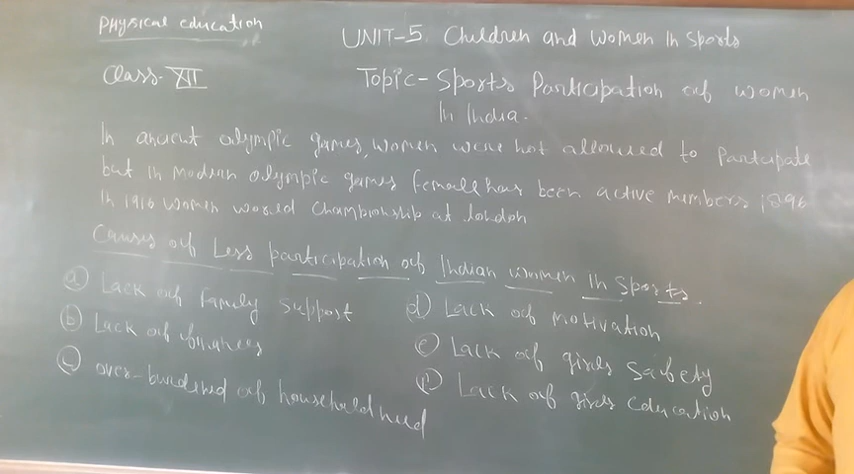 Physical education
UNIT-5. Children and Women In Sports
Class- XII
Topic- Sports Participation of women
In India.
In ancient olympic games, women were not allowed to Participate
but in modern olympic games female has been active members 1896
In 1916 women world Championship at london
Causes of Less participation of Indian women In Sports.
(a) Lack of family support
(b) Lack of finances
(c) over-burdened of household
(d) Lack of motivation
(e) Lack of girls safety
(f) Lack of girls education